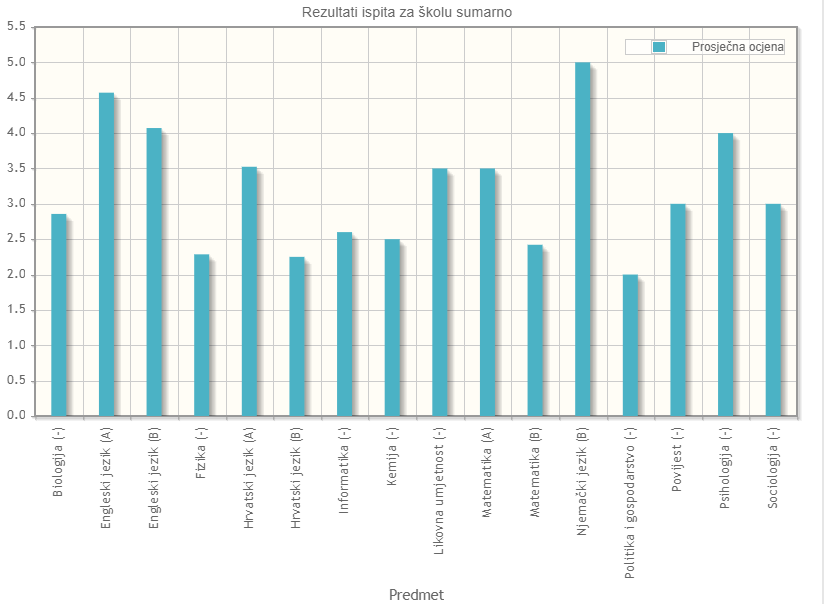 Rezultati ispita za školu sumarno
Prosječna ocjena
5.5
5.0
4.5
4.0
3.5
3.0
2.5
2.0
1.5
1.0
0.5
0.0
Biologija (-)
Engleski jezik (A)
Engleski jezik (B)
Fizika (-)
Hrvatski jezik (A)
Hrvatski jezik (B)
Informatika (-)
Kemija (-)
Likovna umjetnost (-)
Matematika (A)
Matematika (B)
Njemački jezik (B)
Politika i gospodarstvo (-)
Povijest (-)
Psihologija (-)
Sociologija (-)
Predmet